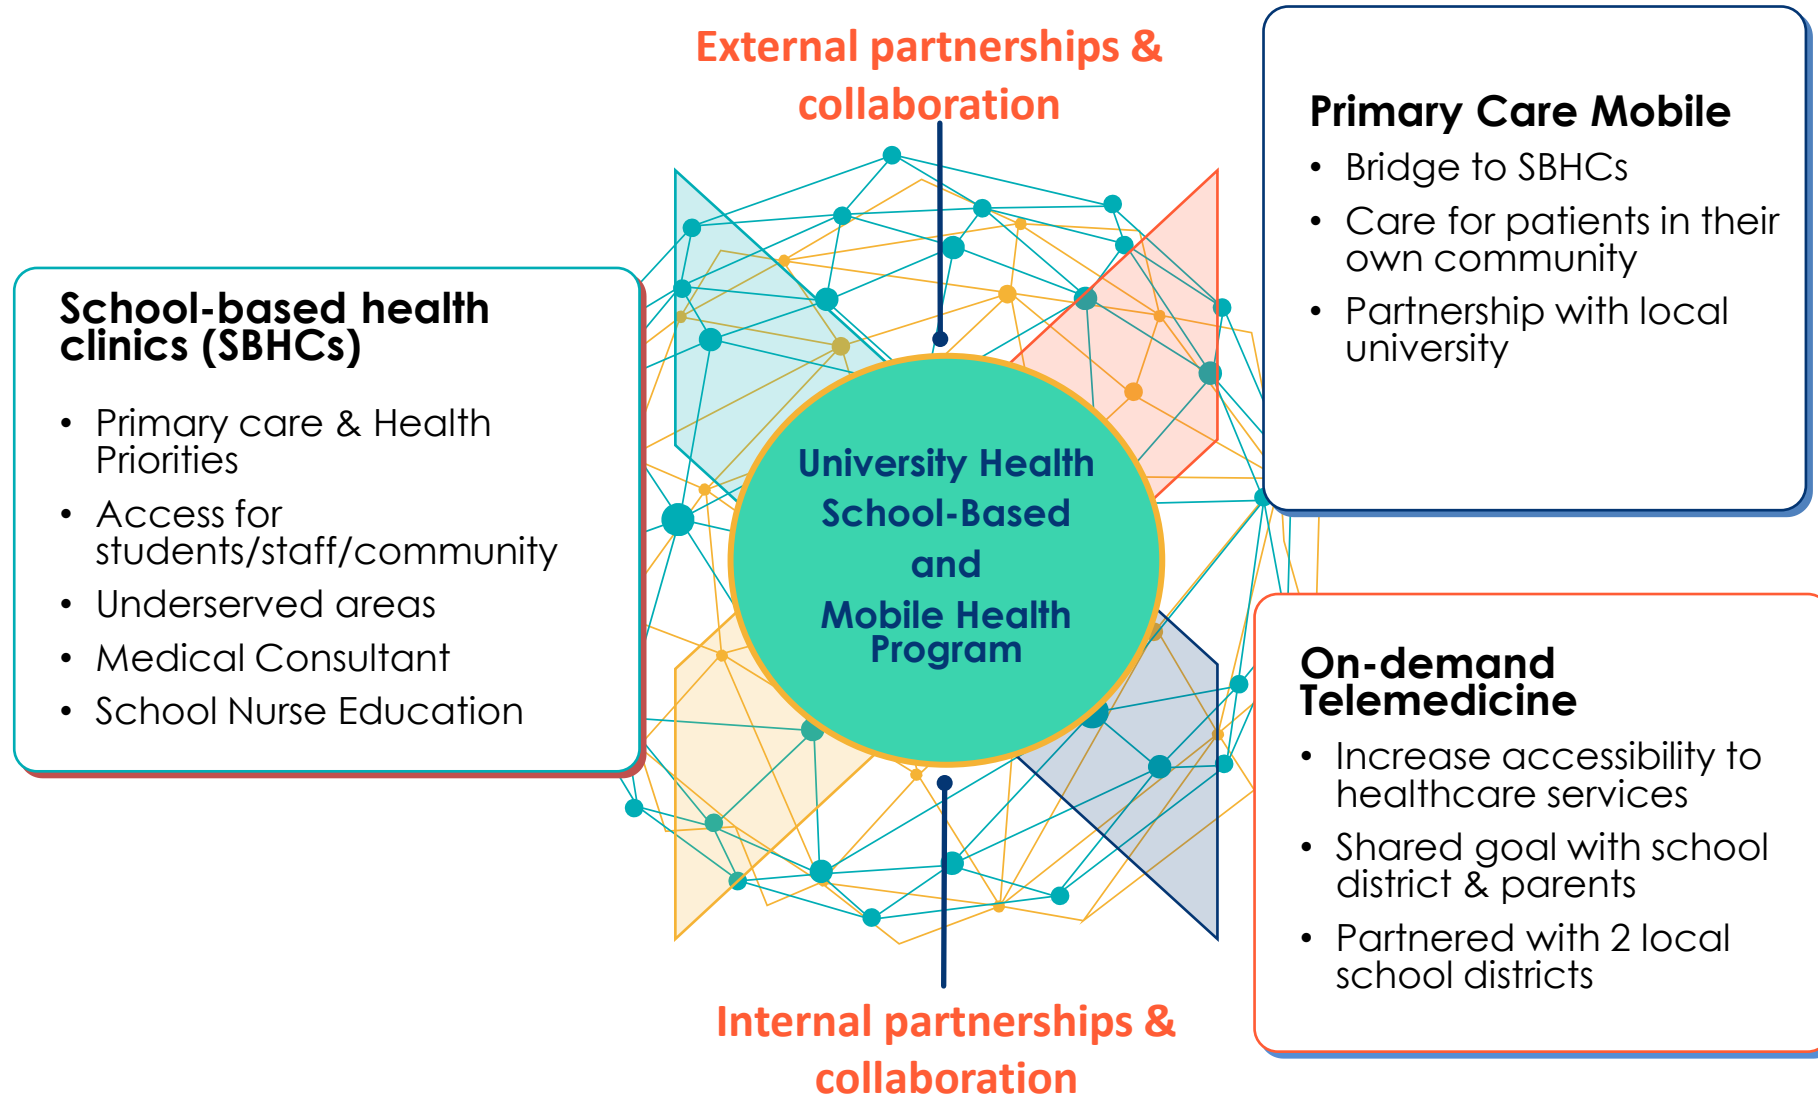 External partnerships &
collaboration
School-based health
clinics (SBHCs)
• Primary care & Health
Priorities
• Access for
students/staff/community
• Underserved areas
• Medical Consultant
• School Nurse Education
University Health
School-Based
and
Mobile Health
Program
Primary Care Mobile
• Bridge to SBHCs
• Care for patients in their
own community
• Partnership with local
university
On-demand
Telemedicine
• Increase accessibility to
healthcare services
• Shared goal with school
district & parents
• Partnered with 2 local
school districts
Internal partnerships &
collaboration